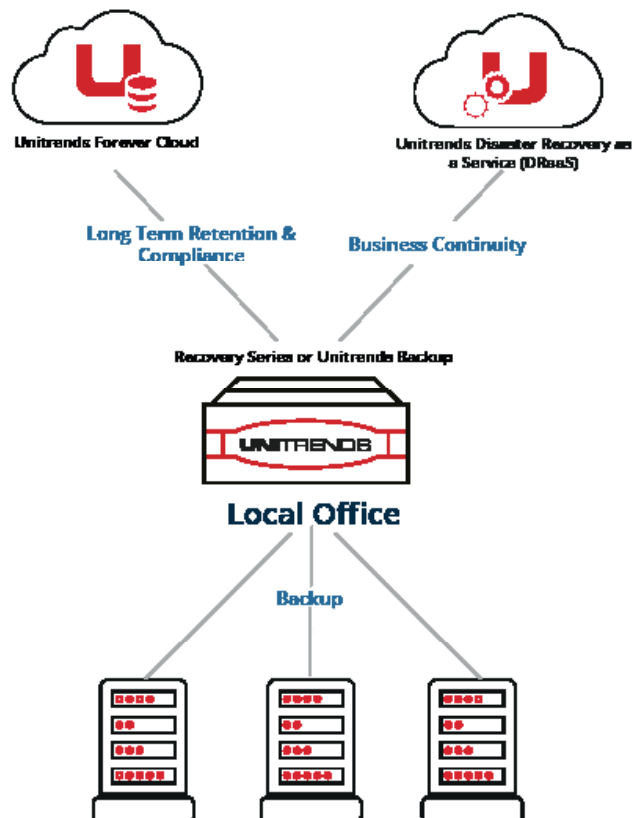 Unitrends Forever Cloud
Unitrends Disaster Recovery as
a Service (DRaaS)
Long Term Retention &
Compliance
Business Continuity
Recovery Series or Unitrends Backup
UNITRENDS
Local Office
Backup